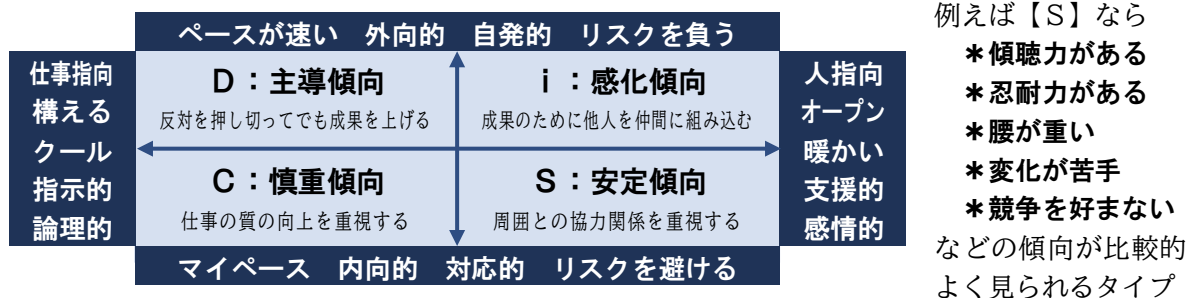 ペースが速い 外向的 自発的 リスクを負う
仕事指向
構える
クール
指示的
論理的
D：主導傾向
反対を押し切ってでも成果を上げる
i：感化傾向
成果のために他人を仲間に組み込む
C：慎重傾向
仕事の質の向上を重視する
S：安定傾向
周囲との協力関係を重視する
人指向
オープン
暖かい
支援的
感情的
マイペース 内向的 対応的 リスクを避ける
例えば【S】なら
＊傾聴力がある
＊忍耐力がある
＊腰が重い
＊変化が苦手
＊競争を好まない
などの傾向が比較的
よく見られるタイプ